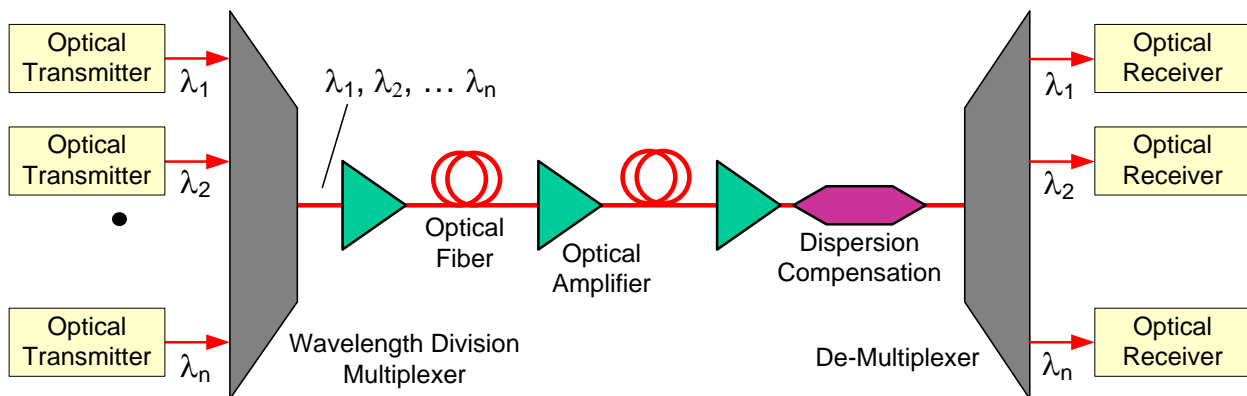 Optical
Transmitter
λ1
Optical
Transmitter
λ2
Optical
Transmitter
λn
λ1, λ2, … λn
Wavelength Division
Multiplexer
Optical
Fiber
Optical
Amplifier
Dispersion
Compensation
De-Multiplexer
Optical
Receiver
λ1
Optical
Receiver
λ2
Optical
Receiver
λn